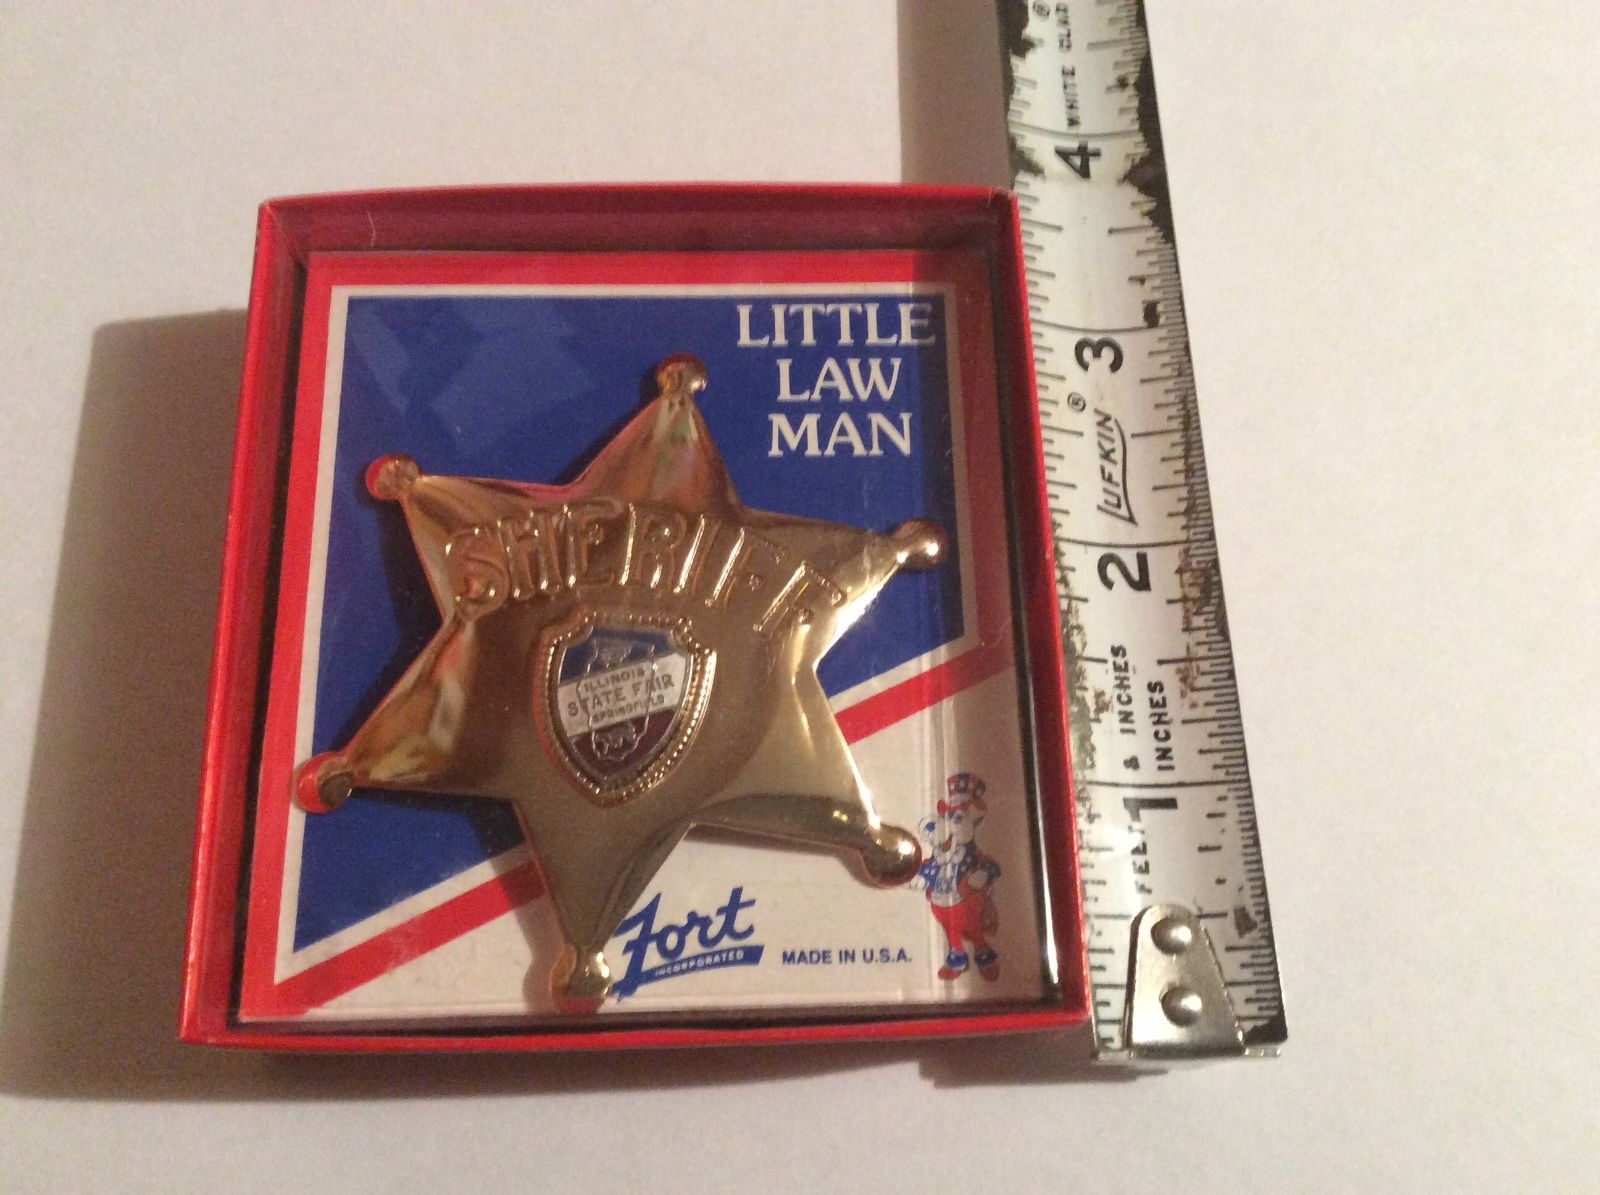 LITTLE
LAW
MAN
SHERIFF
ILLINOIS
STATE FAIR
SPRINGFIELD
Fort
INCORPORATED
MADE IN U.S.A.
® WHITE CLAD
4
3
LUFKIN ®
2
FEET & INCHES
INCHES
1